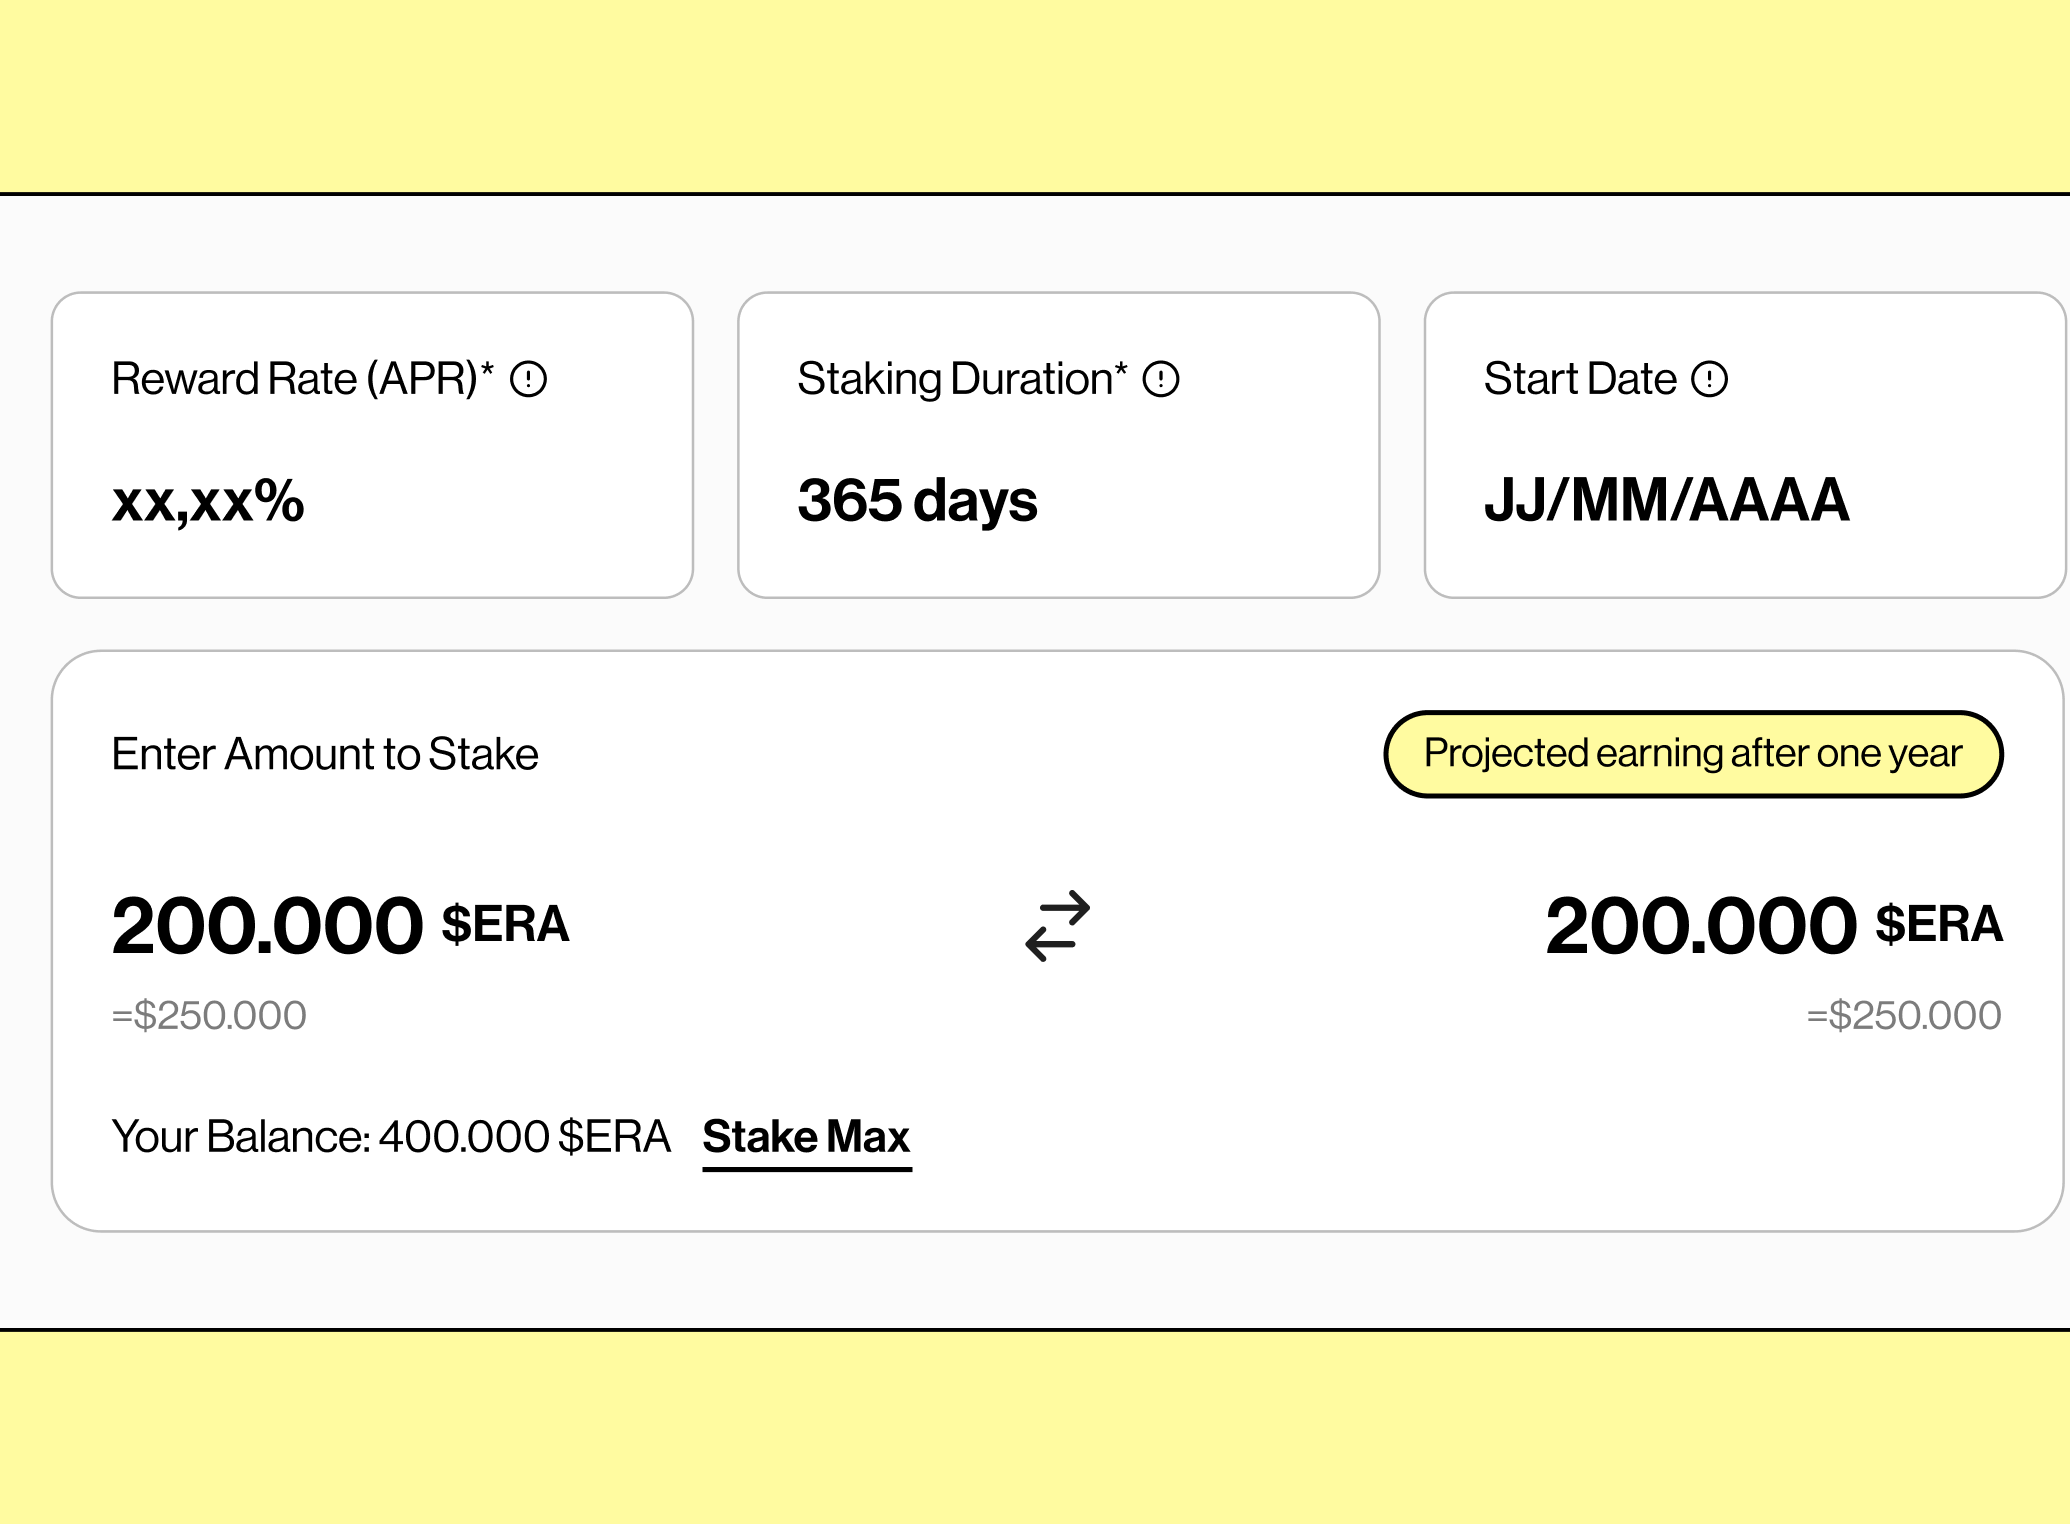 Reward Rate (APR)*
xx,xx%
Staking Duration*
365 days
Start Date
JJ/MM/AAAA
Enter Amount to Stake
Projected earning after one year
200.000 $ERA
=$250.000
200.000 $ERA
=$250.000
Your Balance: 400.000 $ERA Stake Max